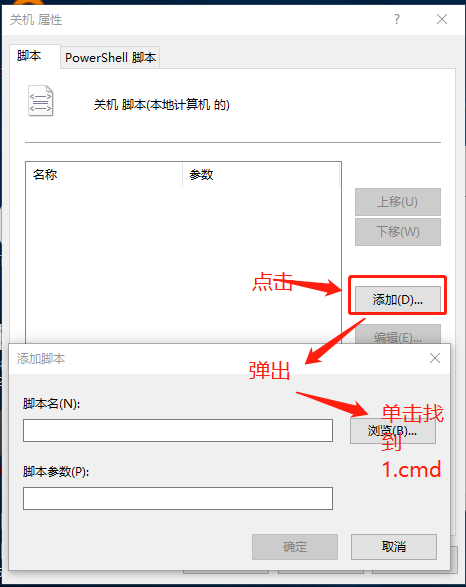 关机 属性
脚本
PowerShell 脚本
关机 脚本(本地计算机 的)
名称
参数
上移(U)
下移(W)
点击
添加(D)...
编辑(E)...
弹出
添加脚本
脚本名(N):
单击找
到
1.cmd
浏览(B)...
脚本参数(P):
确定
取消